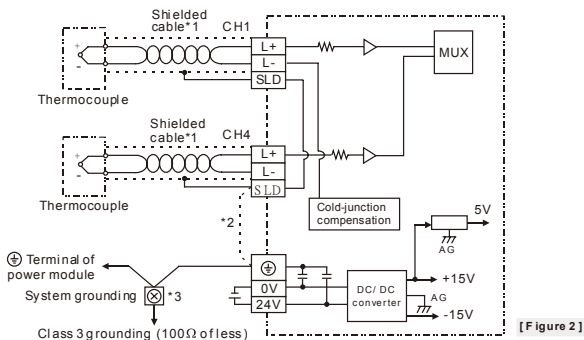 Shielded
cable*1
CH1
L+
L-
SLD
MUX
+
-
Thermocouple
Shielded
cable*1
CH4
L+
L-
SLD
+
-
Thermocouple
*2
Cold-junction
compensation
5V
AG
Terminal of
power module
System grounding
*3
0V
24V
DC/ DC
converter
+15V
AG
-15V
Class 3 grounding (100Ω of less)
[ Figure 2 ]